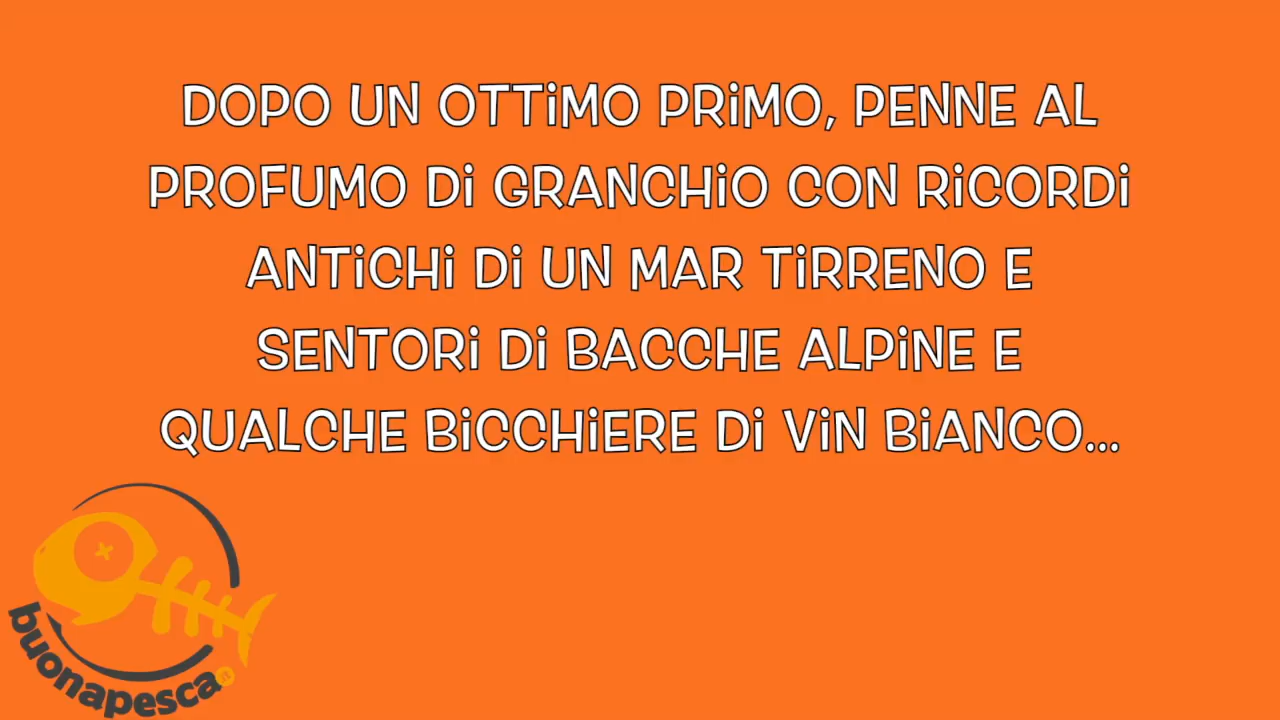 DOPO UN OTTiMO PRiMO, PENNE AL
PROFUMO Di GRANCHiO CON RiCORDi
ANTiCHi Di UN MAR TiRRENO E
SENTORi Di BACCHE ALPiNE E
QUALCHE BiCCHiERE Di ViN BiANCO...
buonapesca.it